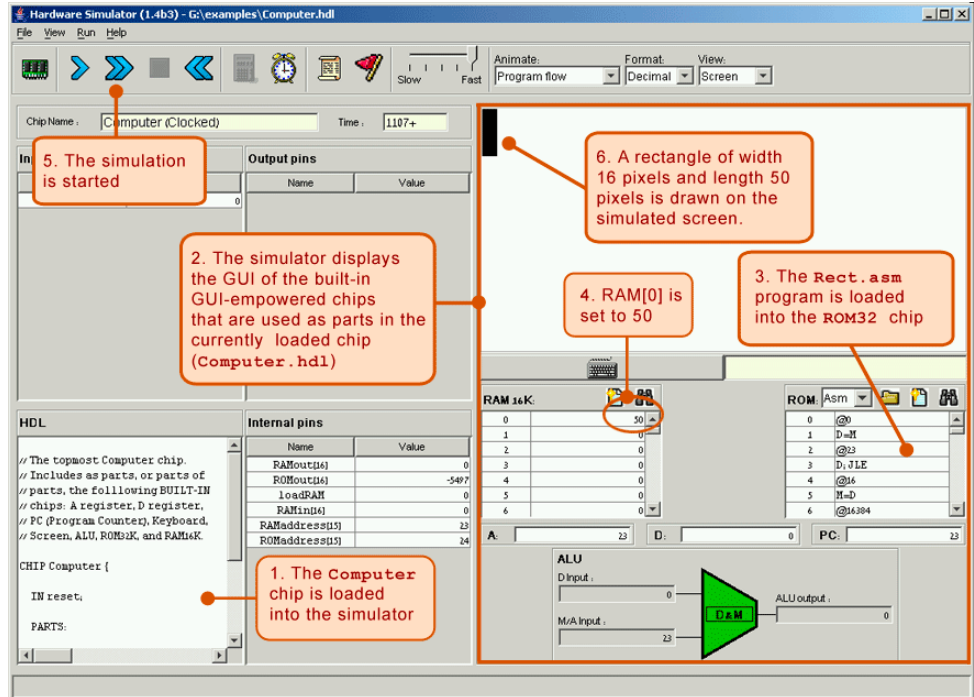 Hardware Simulator (1.4b3) - G:\examples\Computer.hdl
File View Run Help
Slow Fast
Animate: Format: View:
Program flow Decimal Screen
Chip Name : Computer (Clocked) Time : 1107+
5. The simulation
is started
In
0
Output pins
Name Value
6. A rectangle of width
16 pixels and length 50
pixels is drawn on the
simulated screen.
2. The simulator displays
the GUI of the built-in
GUI-empowered chips
that are used as parts in the
currently loaded chip
(Computer.hdl)
4. RAM[0] is
set to 50
3. The Rect.asm
program is loaded
into the ROM32 chip
RAM 16K:
0 50
1 0
2 0
3 0
4 0
5 0
6 0
ROM: Asm
0 @0
1 D=M
2 @23
3 D;JLE
4 @16
5 M=D
6 @16384
HDL
// The topmost Computer chip.
// Includes as parts, or parts of
// parts, the folllowing BUILT-IN
// chips: A register, D register,
// PC (Program Counter), Keyboard,
// Screen, ALU, ROM32K, and RAM16K.
CHIP Computer {
IN reset;
PARTS:
Internal pins
Name Value
RAMout[16] 0
ROMout[16] -5497
loadRAM 0
RAMin[16] 0
RAMaddress[15] 23
ROMaddress[15] 24
1. The Computer
chip is loaded
into the simulator
A: 23 D: 0 PC: 23
ALU
D Input : 0
M/A Input : 23
D&M
ALU output : 0